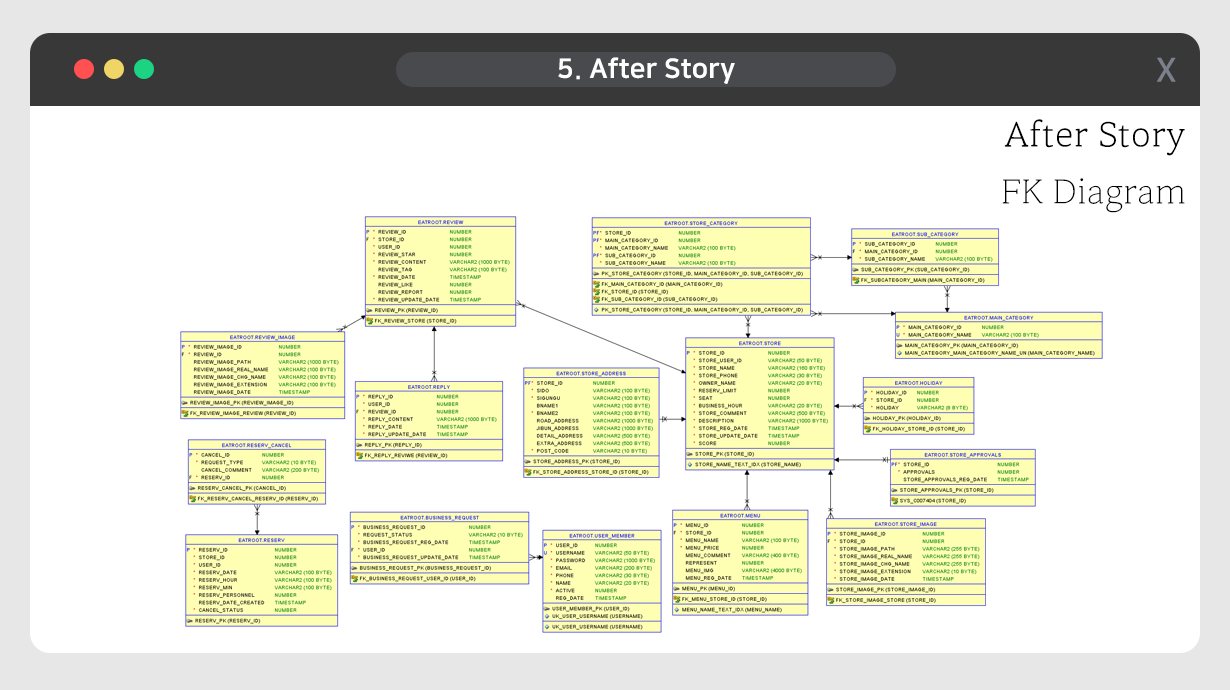 5. After Story
X
After Story
FK Diagram
EATROOT.REVIEW
P * REVIEW_ID NUMBER
F * STORE_ID NUMBER
* USER_ID NUMBER
* REVIEW_STAR NUMBER
* REVIEW_CONTENT VARCHAR2 (1000 BYTE)
* REVIEW_TAG VARCHAR2 (100 BYTE)
* REVIEW_DATE TIMESTAMP
* REVIEW_LIKE NUMBER
* REVIEW_REPORT NUMBER
* REVIEW_UPDATE_DATE TIMESTAMP
REVIEW_PK (REVIEW_ID)
FK_REVIEW_STORE (STORE_ID)
EATROOT.STORE_CATEGORY
PF* STORE_ID NUMBER
PF* MAIN_CATEGORY_ID NUMBER
* MAIN_CATEGORY_NAME VARCHAR2 (100 BYTE)
PF* SUB_CATEGORY_ID NUMBER
* SUB_CATEGORY_NAME VARCHAR2 (100 BYTE)
PK_STORE_CATEGORY (STORE_ID, MAIN_CATEGORY_ID, SUB_CATEGORY_ID)
FK_MAIN_CATEGORY_ID (MAIN_CATEGORY_ID)
FK_STORE_ID (STORE_ID)
FK_SUB_CATEGORY_ID (SUB_CATEGORY_ID)
PK_STORE_CATEGORY (STORE_ID, MAIN_CATEGORY_ID, SUB_CATEGORY_ID)
EATROOT.SUB_CATEGORY
P * SUB_CATEGORY_ID NUMBER
F * MAIN_CATEGORY_ID NUMBER
* SUB_CATEGORY_NAME VARCHAR2 (100 BYTE)
SUB_CATEGORY_PK (SUB_CATEGORY_ID)
FK_SUBCATEGORY_MAIN (MAIN_CATEGORY_ID)
EATROOT.MAIN_CATEGORY
P * MAIN_CATEGORY_ID NUMBER
U * MAIN_CATEGORY_NAME VARCHAR2 (100 BYTE)
MAIN_CATEGORY_PK (MAIN_CATEGORY_ID)
MAIN_CATEGORY_MAIN_CATEGORY_NAME_UN (MAIN_CATEGORY_NAME)
EATROOT.REVIEW_IMAGE
P * REVIEW_IMAGE_ID NUMBER
F * REVIEW_ID NUMBER
REVIEW_IMAGE_PATH VARCHAR2 (1000 BYTE)
REVIEW_IMAGE_REAL_NAME VARCHAR2 (100 BYTE)
REVIEW_IMAGE_CHG_NAME VARCHAR2 (100 BYTE)
REVIEW_IMAGE_EXTENSION VARCHAR2 (100 BYTE)
REVIEW_IMAGE_DATE TIMESTAMP
REVIEW_IMAGE_PK (REVIEW_IMAGE_ID)
FK_REVIEW_IMAGE_REVIEW (REVIEW_ID)
EATROOT.REPLY
P * REPLY_ID NUMBER
* USER_ID NUMBER
F * REVIEW_ID NUMBER
* REPLY_CONTENT VARCHAR2 (1000 BYTE)
* REPLY_DATE TIMESTAMP
* REPLY_UPDATE_DATE TIMESTAMP
REPLY_PK (REPLY_ID)
FK_REPLY_REVIWE (REVIEW_ID)
EATROOT.STORE_ADDRESS
PF* STORE_ID NUMBER
* SIDO VARCHAR2 (100 BYTE)
* SIGUNGU VARCHAR2 (100 BYTE)
BNAME1 VARCHAR2 (100 BYTE)
BNAME2 VARCHAR2 (100 BYTE)
ROAD_ADDRESS VARCHAR2 (1000 BYTE)
* JIBUN_ADDRESS VARCHAR2 (1000 BYTE)
* DETAIL_ADDRESS VARCHAR2 (500 BYTE)
* EXTRA_ADDRESS VARCHAR2 (500 BYTE)
* POST_CODE VARCHAR2 (10 BYTE)
STORE_ADDRESS_PK (STORE_ID)
FK_STORE_ADDRESS_STORE_ID (STORE_ID)
EATROOT.STORE
P * STORE_ID NUMBER
* STORE_USER_ID VARCHAR2 (50 BYTE)
* STORE_NAME VARCHAR2 (150 BYTE)
* STORE_PHONE VARCHAR2 (30 BYTE)
* OWNER_NAME VARCHAR2 (20 BYTE)
* RESERV_LIMIT NUMBER
* SEAT NUMBER
* BUSINESS_HOUR VARCHAR2 (20 BYTE)
* STORE_COMMENT VARCHAR2 (500 BYTE)
* DESCRIPTION VARCHAR2 (1000 BYTE)
* STORE_REG_DATE TIMESTAMP
* STORE_UPDATE_DATE TIMESTAMP
* SCORE NUMBER
STORE_PK (STORE_ID)
STORE_NAME_TEXT_IDX (STORE_NAME)
EATROOT.HOLIDAY
P * HOLIDAY_ID NUMBER
F * STORE_ID NUMBER
* HOLIDAY VARCHAR2 (8 BYTE)
HOLIDAY_PK (HOLIDAY_ID)
FK_HOLIDAY_STORE_ID (STORE_ID)
EATROOT.STORE_APPROVALS
PF* STORE_ID NUMBER
* APPROVALS NUMBER
STORE_APPROVALS_REG_DATE TIMESTAMP
STORE_APPROVALS_PK (STORE_ID)
SYS_C007404 (STORE_ID)
EATROOT.RESERV_CANCEL
P * CANCEL_ID NUMBER
* REQUEST_TYPE VARCHAR2 (10 BYTE)
CANCEL_COMMENT VARCHAR2 (200 BYTE)
F * RESERV_ID NUMBER
RESERV_CANCEL_PK (CANCEL_ID)
FK_RESERV_CANCEL_RESERV_ID (RESERV_ID)
EATROOT.RESERV
P * RESERV_ID NUMBER
* STORE_ID NUMBER
* USER_ID NUMBER
* RESERV_DATE VARCHAR2 (100 BYTE)
* RESERV_HOUR VARCHAR2 (100 BYTE)
* RESERV_MIN VARCHAR2 (100 BYTE)
* RESERV_PERSONNEL NUMBER
RESERV_DATE_CREATED TIMESTAMP
* CANCEL_STATUS NUMBER
RESERV_PK (RESERV_ID)
EATROOT.BUSINESS_REQUEST
P * BUSINESS_REQUEST_ID NUMBER
* REQUEST_STATUS VARCHAR2 (10 BYTE)
* BUSINESS_REQUEST_REG_DATE TIMESTAMP
F * USER_ID NUMBER
* BUSINESS_REQUEST_UPDATE_DATE TIMESTAMP
BUSINESS_REQUEST_PK (BUSINESS_REQUEST_ID)
FK_BUSINESS_REQUEST_USER_ID (USER_ID)
EATROOT.USER_MEMBER
P * USER_ID NUMBER
U * USERNAME VARCHAR2 (50 BYTE)
* PASSWORD VARCHAR2 (1000 BYTE)
* EMAIL VARCHAR2 (200 BYTE)
* PHONE VARCHAR2 (30 BYTE)
* NAME VARCHAR2 (20 BYTE)
* ACTIVE NUMBER
REG_DATE TIMESTAMP
USER_MEMBER_PK (USER_ID)
UK_USER_USERNAME (USERNAME)
UK_USER_USERNAME (USERNAME)
EATROOT.MENU
P * MENU_ID NUMBER
F * STORE_ID NUMBER
* MENU_NAME VARCHAR2 (100 BYTE)
* MENU_PRICE NUMBER
MENU_COMMENT VARCHAR2 (400 BYTE)
REPRESENT NUMBER
MENU_IMG VARCHAR2 (4000 BYTE)
MENU_REG_DATE TIMESTAMP
MENU_PK (MENU_ID)
FK_MENU_STORE_ID (STORE_ID)
MENU_NAME_TEXT_IDX (MENU_NAME)
EATROOT.STORE_IMAGE
P * STORE_IMAGE_ID NUMBER
F * STORE_ID NUMBER
* STORE_IMAGE_PATH VARCHAR2 (255 BYTE)
* STORE_IMAGE_REAL_NAME VARCHAR2 (255 BYTE)
* STORE_IMAGE_CHG_NAME VARCHAR2 (255 BYTE)
* STORE_IMAGE_EXTENSION VARCHAR2 (10 BYTE)
* STORE_IMAGE_DATE TIMESTAMP
STORE_IMAGE_PK (STORE_IMAGE_ID)
FK_STORE_IMAGE_STORE (STORE_ID)